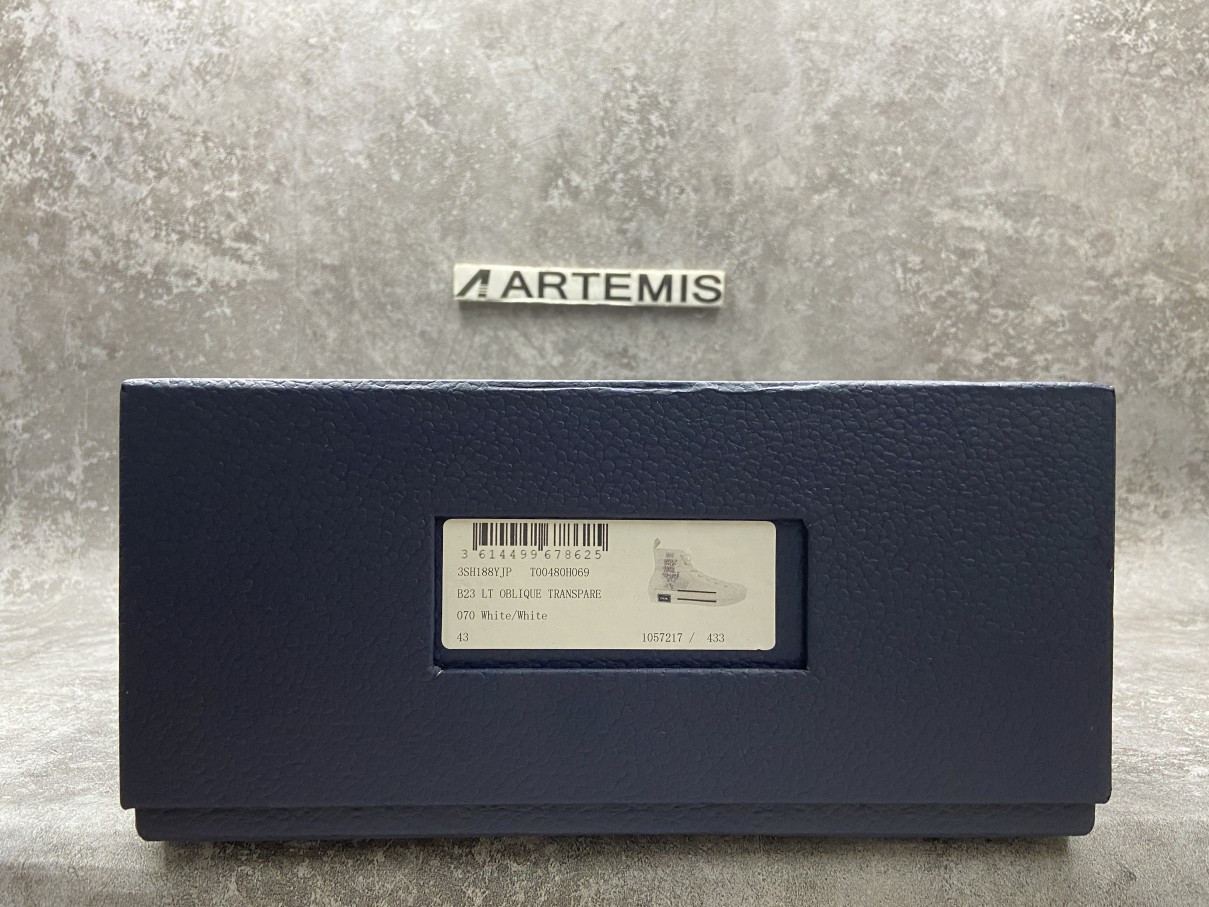 ARTEMIS
3 614499 678625
3SH188YJP T00480H069
B23 LT OBLIQUE TRANSPARE
070 White/White
43 1057217 / 433